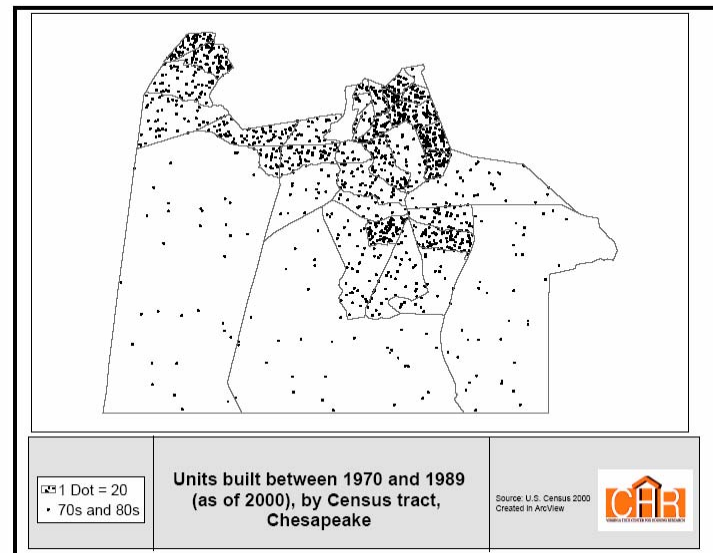 1 Dot = 20
70s and 80s
Units built between 1970 and 1989
(as of 2000), by Census tract,
Chesapeake
Source: U.S. Census 2000
Created in ArcView
CHR